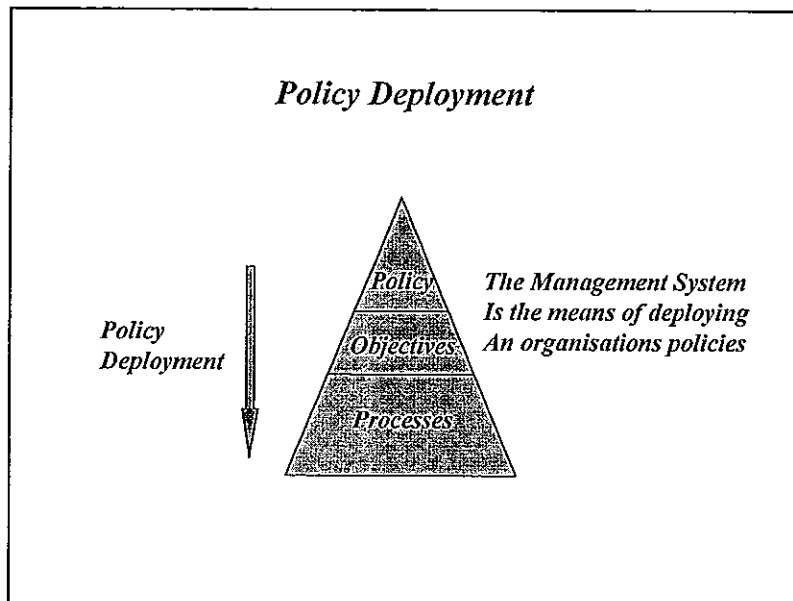 Policy Deployment
Policy
Deployment
Policy
Objectives
Processes
The Management System
Is the means of deploying
An organisations policies